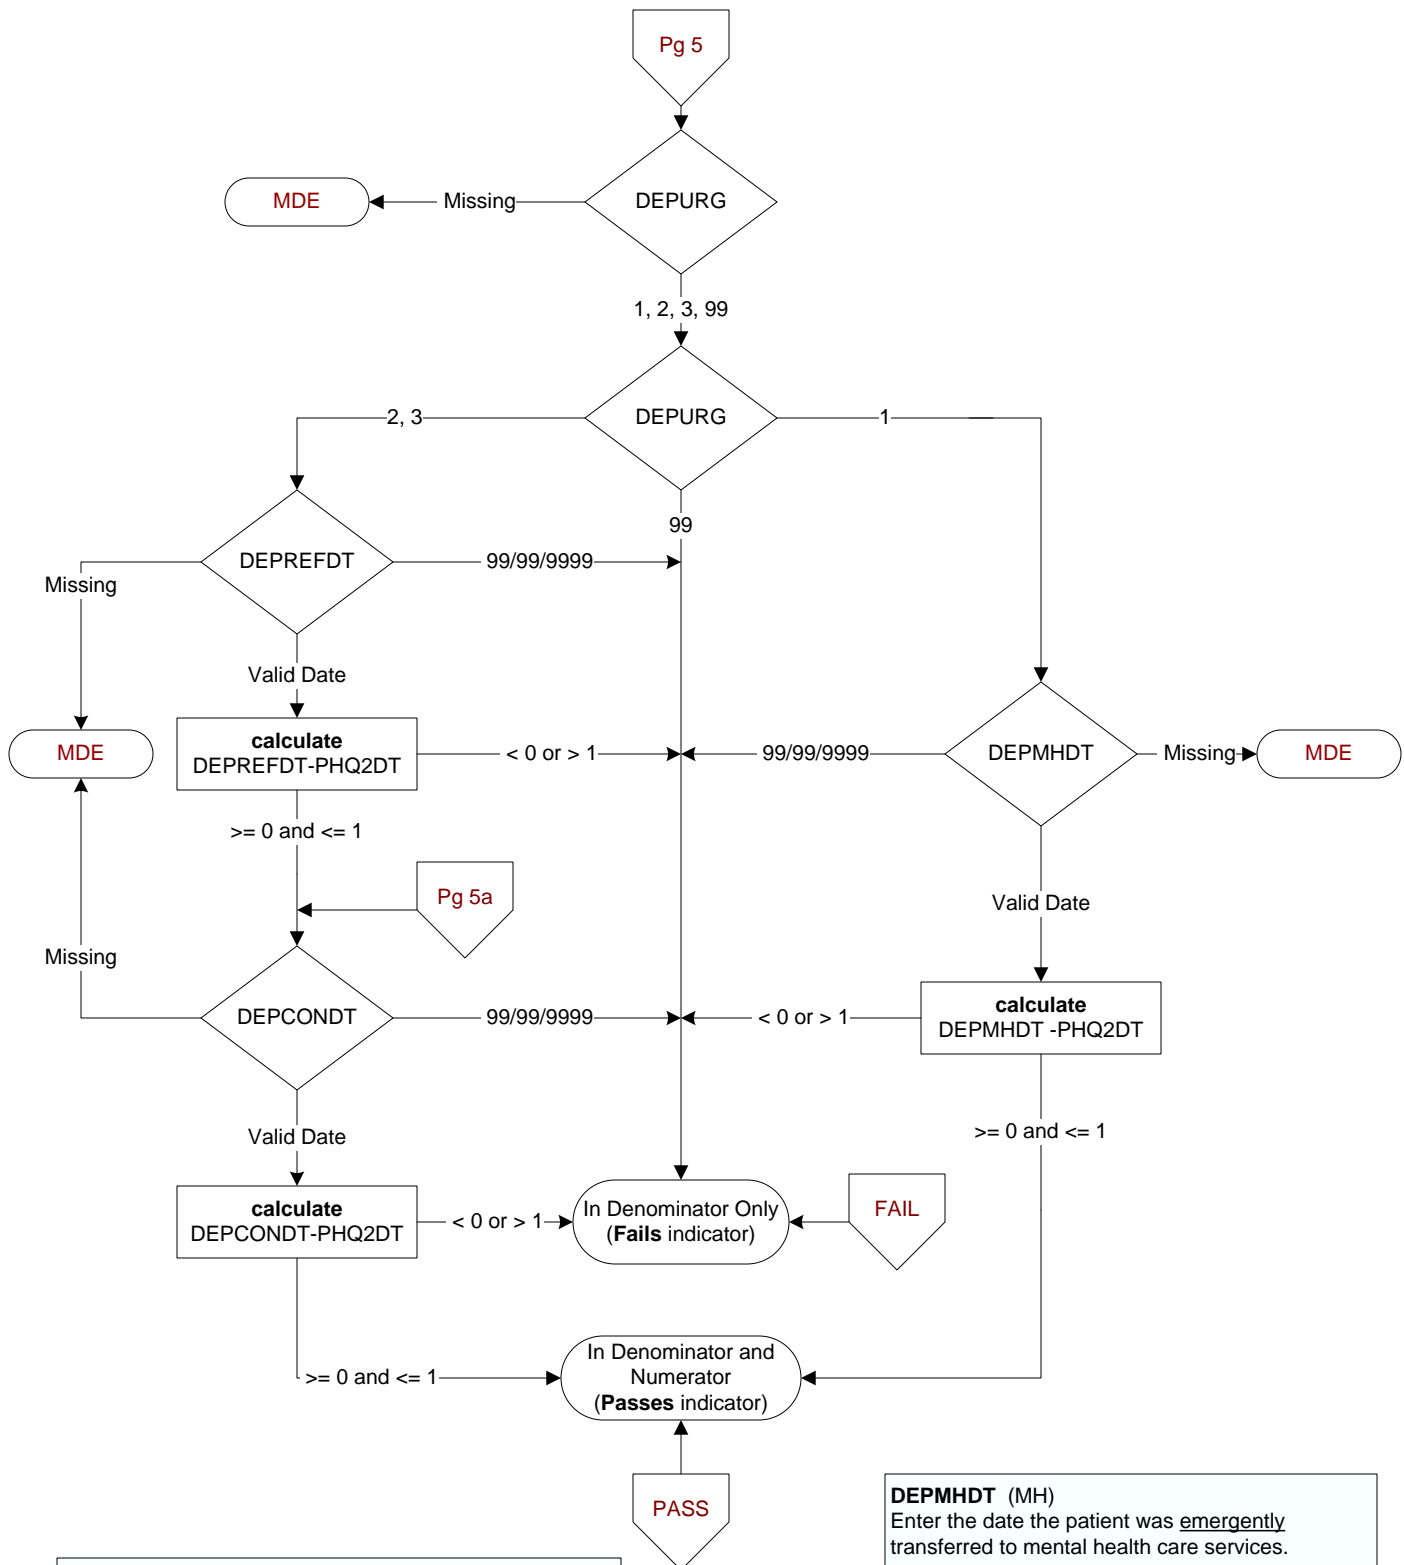 Pg 5
MDE
Missing
DEPURG
1, 2, 3, 99
2, 3
DEPURG
1
99
DEPREFDT
99/99/9999
Missing
Valid Date
MDE
calculate
DEPREFDT-PHQ2DT
< 0 or > 1
99/99/9999
DEPMHDT
Missing
MDE
>= 0 and <= 1
Pg 5a
Valid Date
Missing
DEPCONDT
99/99/9999
< 0 or > 1
calculate
DEPMHDT -PHQ2DT
Valid Date
>= 0 and <= 1
calculate
DEPCONDT-PHQ2DT
< 0 or > 1
In Denominator Only
(Fails indicator)
FAIL
>= 0 and <= 1
In Denominator and
Numerator
(Passes indicator)
PASS
DEPMHDT (MH)
Enter the date the patient was emergently
transferred to mental health care services.